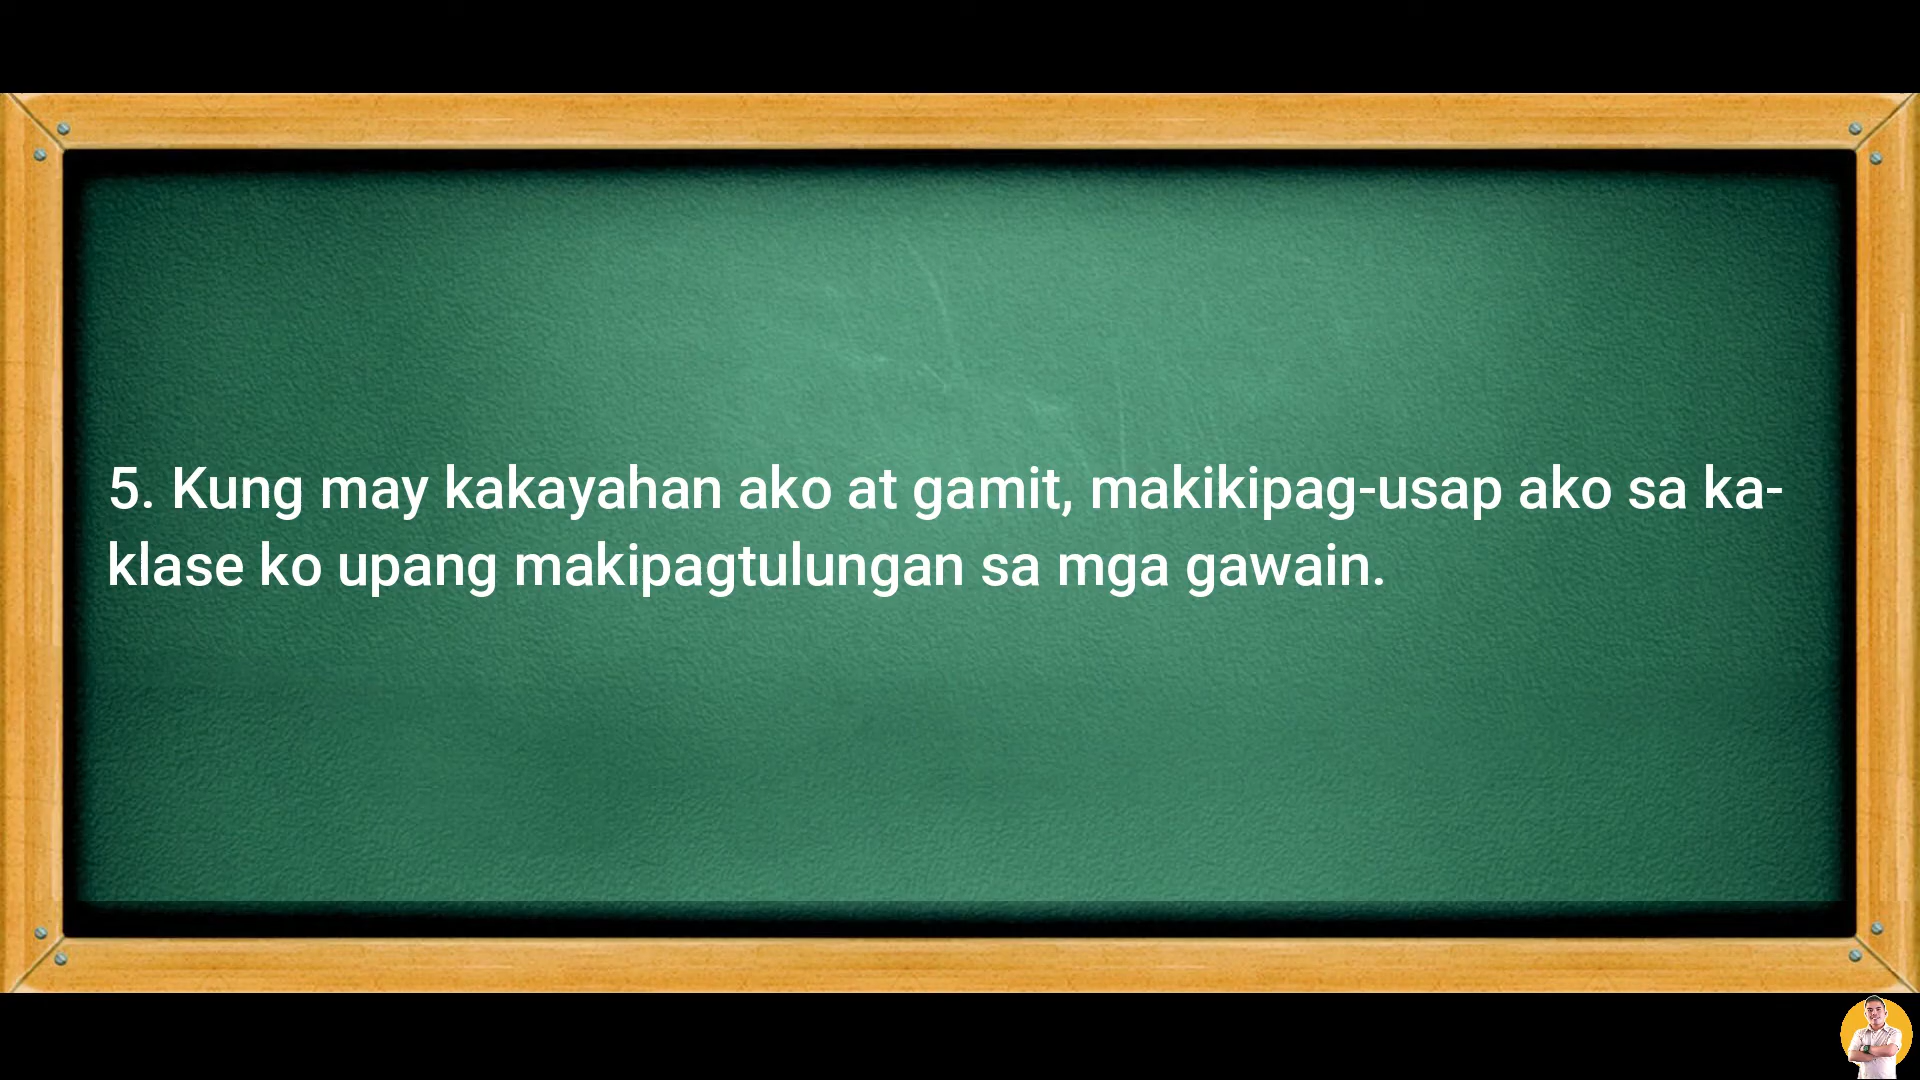 5. Kung may kakayahan ako at gamit, makikipag-usap ako sa ka-
klase ko upang makipagtulungan sa mga gawain.